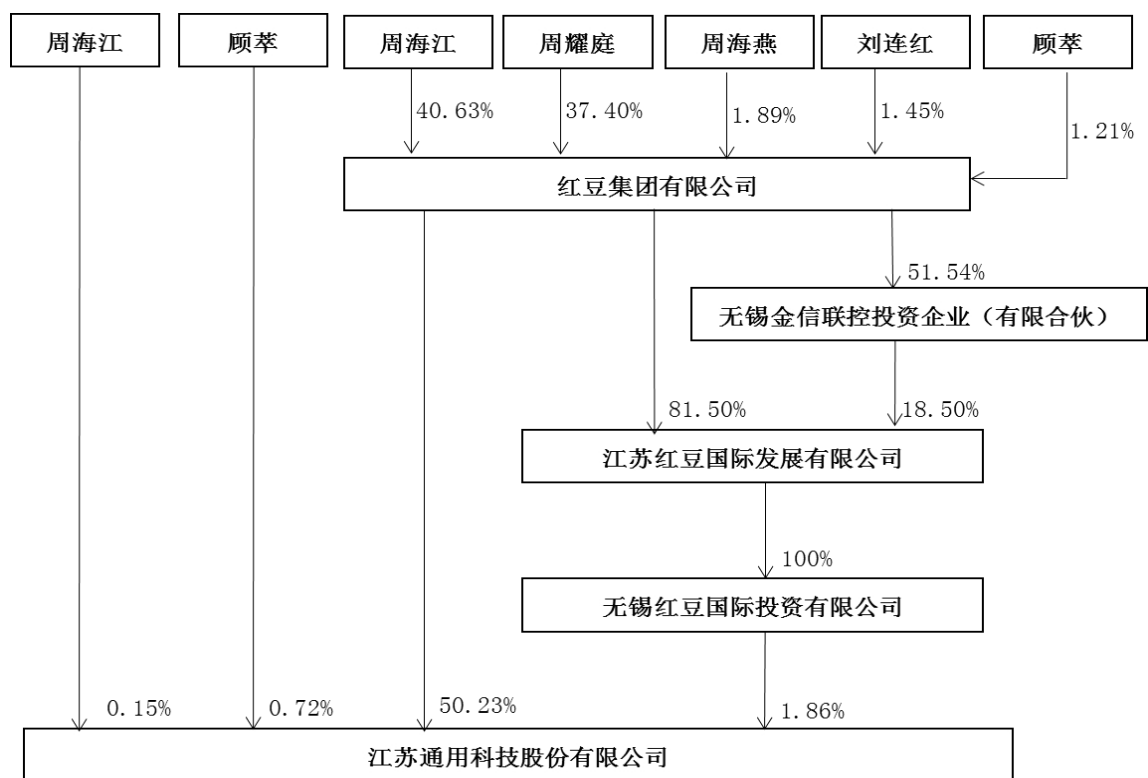 周海江
顾萃
周海江
周耀庭
周海燕
刘连红
顾萃
40.63%
37.40%
1.89%
1.45%
1.21%
红豆集团有限公司
51.54%
无锡金信联控投资企业（有限合伙）
81.50%
18.50%
江苏红豆国际发展有限公司
100%
无锡红豆国际投资有限公司
0.15%
0.72%
50.23%
1.86%
江苏通用科技股份有限公司